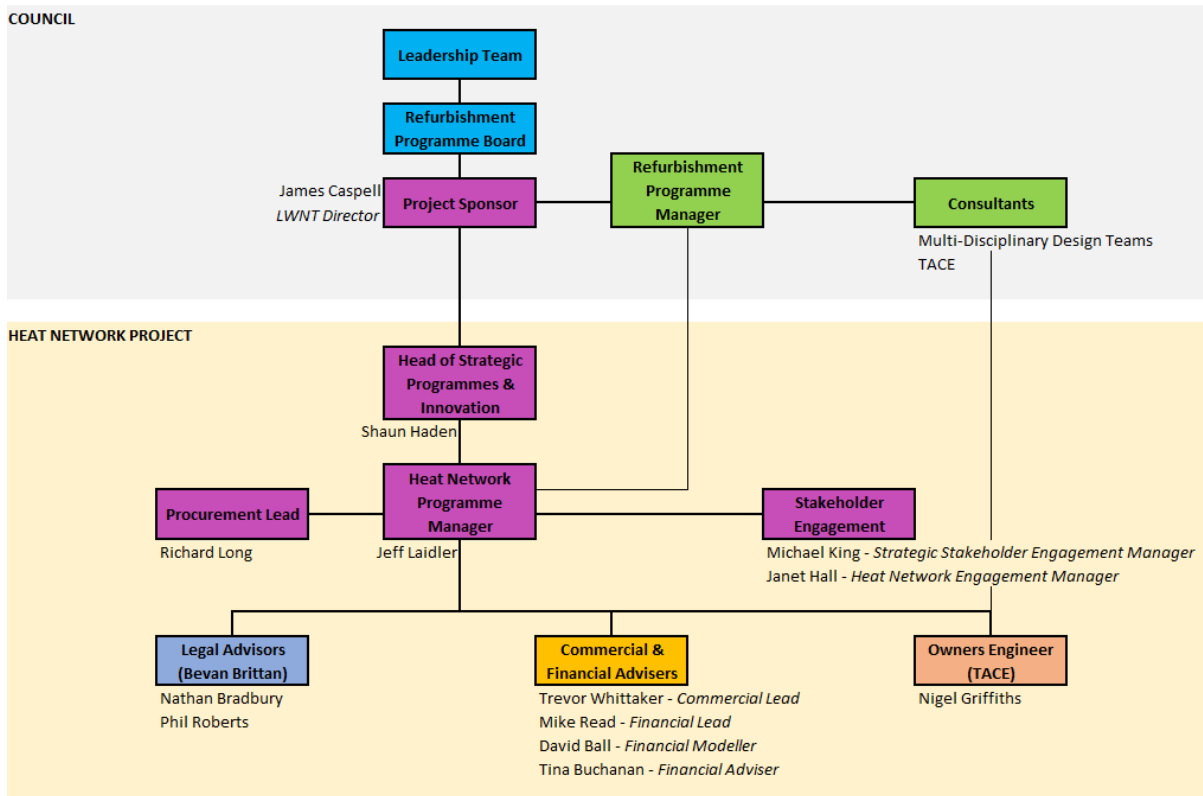 COUNCIL
Leadership Team
Refurbishment
Programme Board
James Caspell
LWNT Director
Project Sponsor
Refurbishment
Programme
Manager
Consultants
Multi-Disciplinary Design Teams
TACE
HEAT NETWORK PROJECT
Head of Strategic
Programmes &
Innovation
Shaun Haden
Procurement Lead
Richard Long
Heat Network
Programme
Manager
Jeff Laidler
Stakeholder
Engagement
Michael King - Strategic Stakeholder Engagement Manager
Janet Hall - Heat Network Engagement Manager
Legal Advisors
(Bevan Brittan)
Nathan Bradbury
Phil Roberts
Commercial &
Financial Advisers
Trevor Whittaker - Commercial Lead
Mike Read - Financial Lead
David Ball - Financial Modeller
Tina Buchanan - Financial Adviser
Owners Engineer
(TACE)
Nigel Griffiths